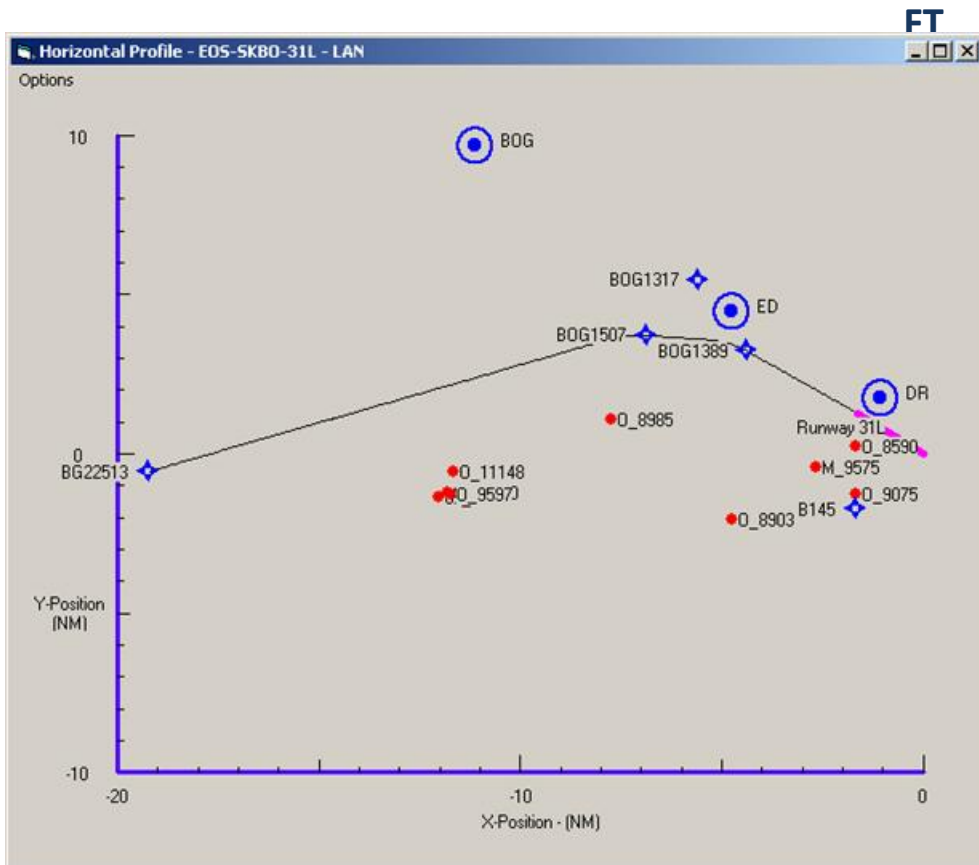 FT
Horizontal Profile - EOS-SKBO-31L - LAN
Options
10
BOG
BOG1317
ED
BOG1507
BOG1389
DR
O_8985
Runway 31L
0
O_8590
BG22513
O_11148
M_9575
O_9597
O_9075
B145
O_8903
Y-Position
(NM)
-10
-20
-10
0
X-Position - (NM)